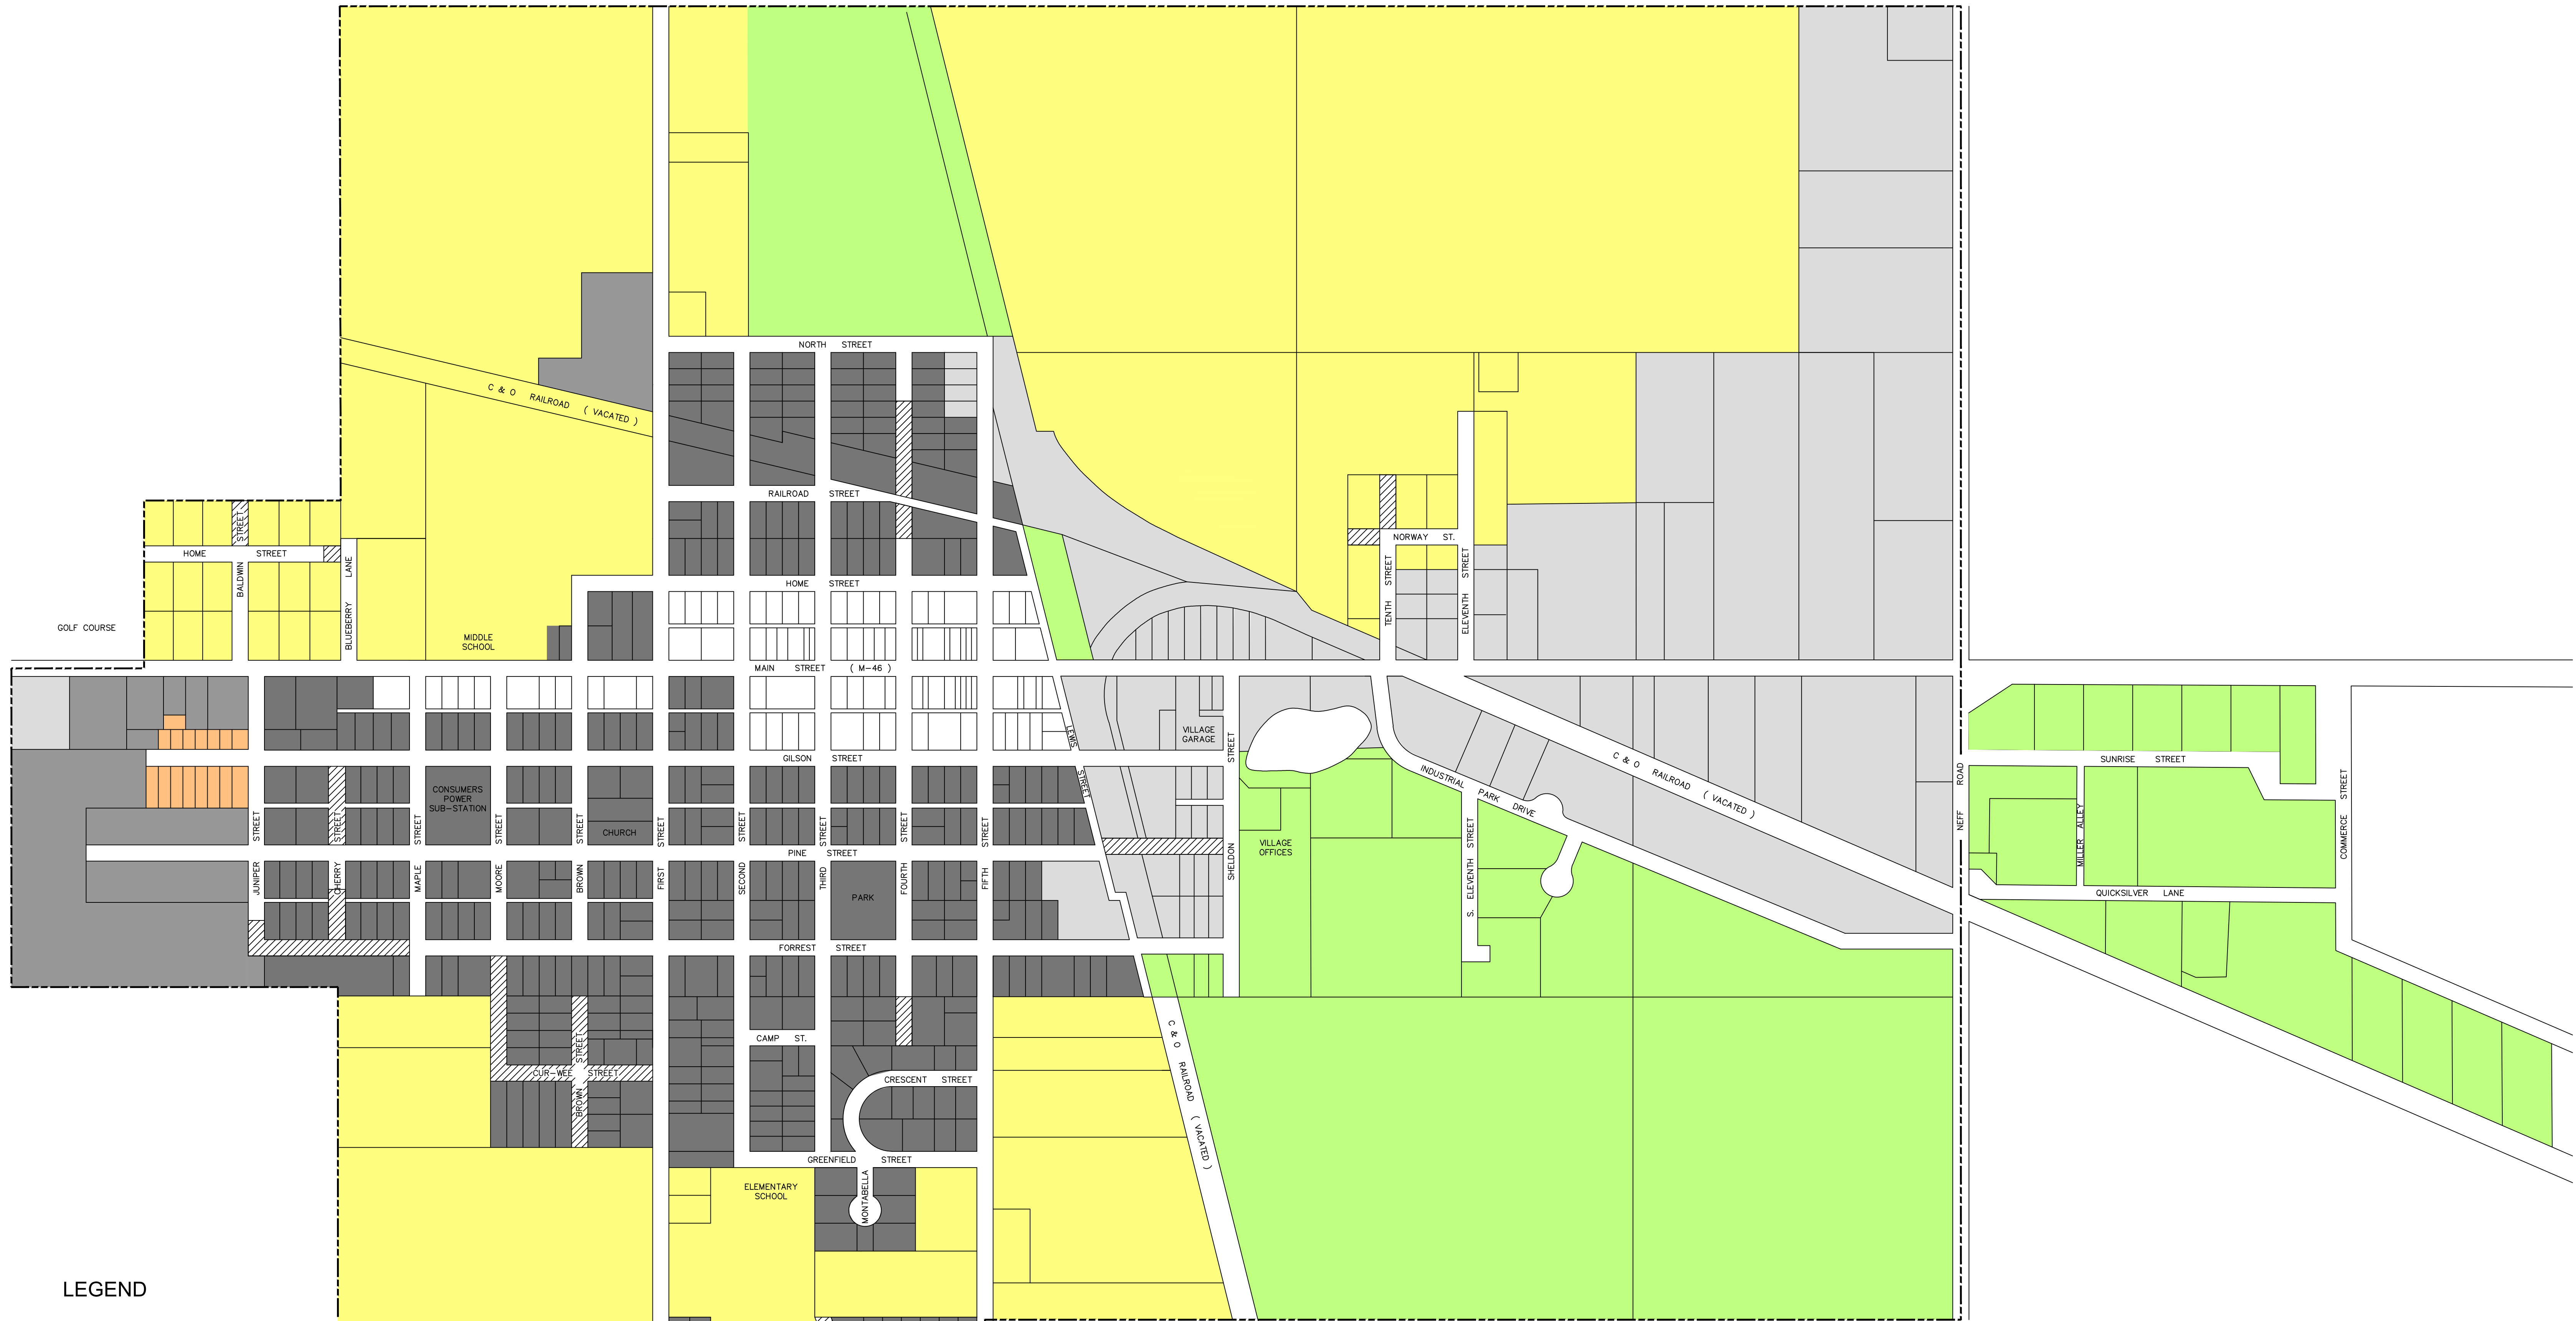 NORTH STREET
C & O RAILROAD ( VACATED )
RAILROAD STREET
STREET
HOME STREET
NORWAY ST.
BALDWIN
BLUEBERRY LANE
HOME STREET
TENTH STREET
ELEVENTH STREET
GOLF COURSE
MIDDLE
SCHOOL
MAIN STREET ( M-46 )
LEWIS
STREET
VILLAGE
GARAGE
GILSON STREET
SHELDON STREET
C & O RAILROAD ( VACATED )
NEFF ROAD
SUNRISE STREET
INDUSTRIAL PARK DRIVE
CONSUMERS
POWER
SUB-STATION
CHURCH
JUNIPER STREET
CHERRY STREET
MAPLE STREET
MOORE STREET
BROWN STREET
FIRST STREET
SECOND STREET
THIRD STREET
FOURTH STREET
FIFTH STREET
PINE STREET
VILLAGE
OFFICES
S. ELEVENTH STREET
MILLER ALLEY
COMMERCE STREET
PARK
QUICKSILVER LANE
FORREST STREET
CAMP ST.
CUR-WEE STREET
BROWN STREET
CRESCENT STREET
C & O RAILROAD ( VACATED )
GREENFIELD STREET
ELEMENTARY
SCHOOL
MONTABELLA
LEGEND